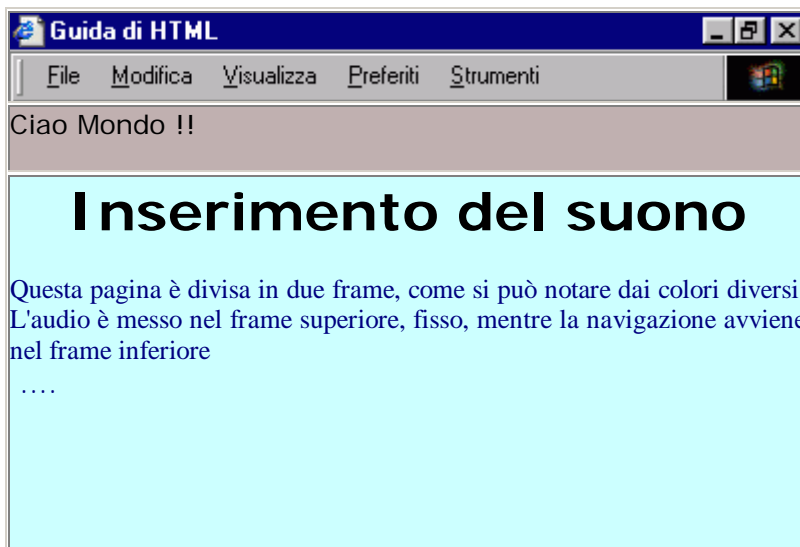 Guida di HTML
File Modifica Visualizza Preferiti Strumenti
Ciao Mondo !!
Inserimento del suono
Questa pagina è divisa in due frame, come si può notare dai colori diversi
L'audio è messo nel frame superiore, fisso, mentre la navigazione avviene
nel frame inferiore
....